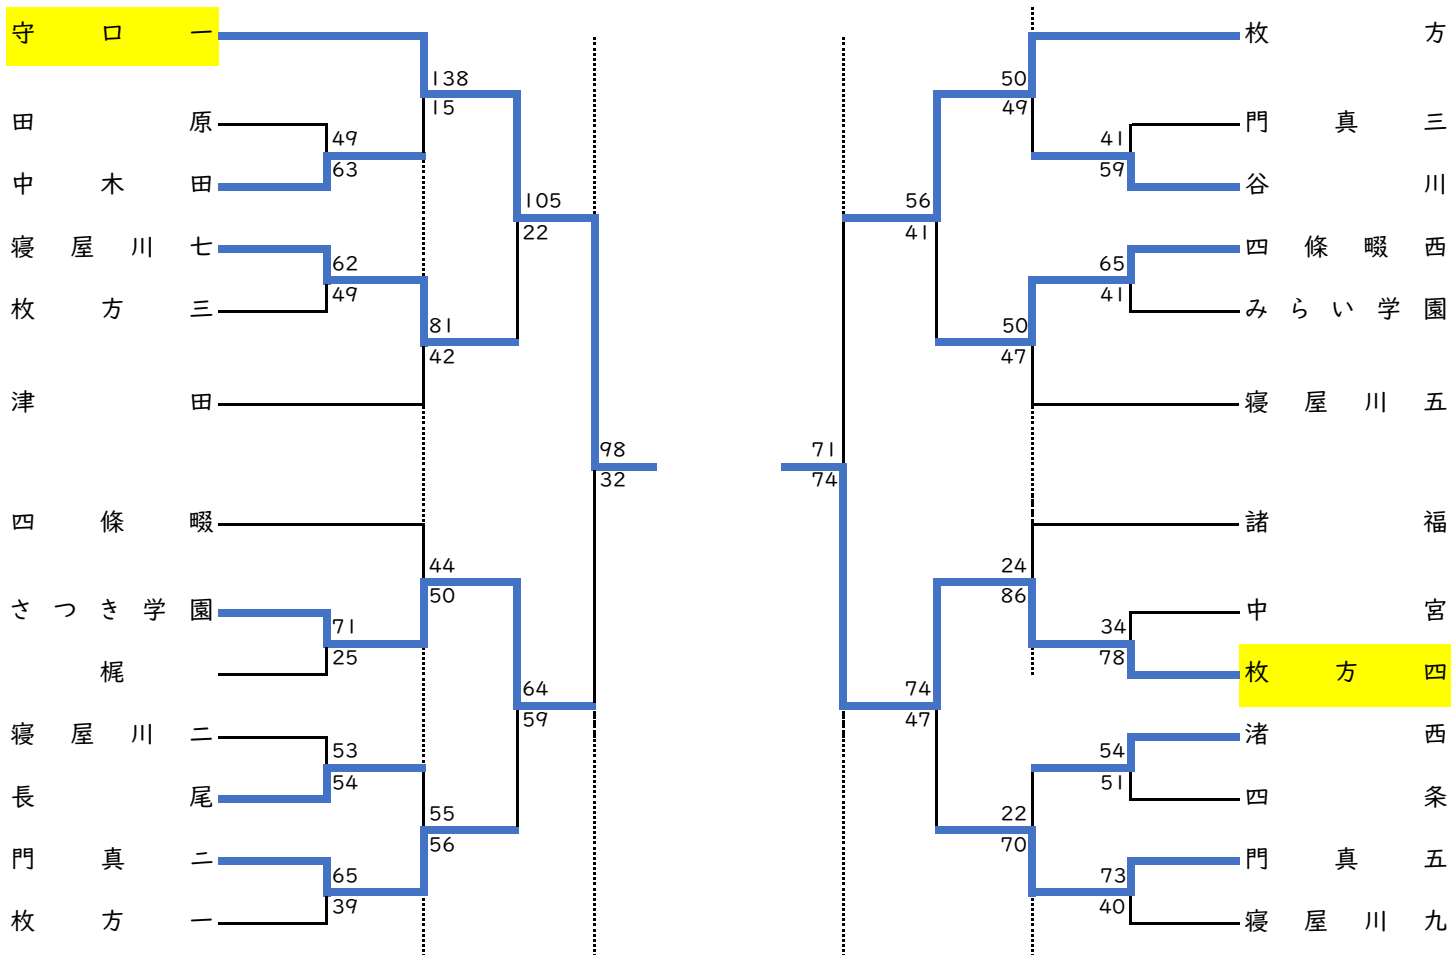 守口一
138
15
田原
49
中木田
63
105
22
寝屋川七
62
枚方三
49
81
42
津田
98
32
四條畷
44
50
さつき学園
71
梶
25
64
59
寝屋川二
53
長尾
54
55
56
門真二
65
枚方一
39
枚方
50
49
門真三
41
谷川
59
56
41
四條畷西
65
みらい学園
41
50
47
寝屋川五
71
74
諸福
24
86
中宮
34
枚方四
78
74
47
渚西
54
四条
51
22
70
門真五
73
寝屋川九
40